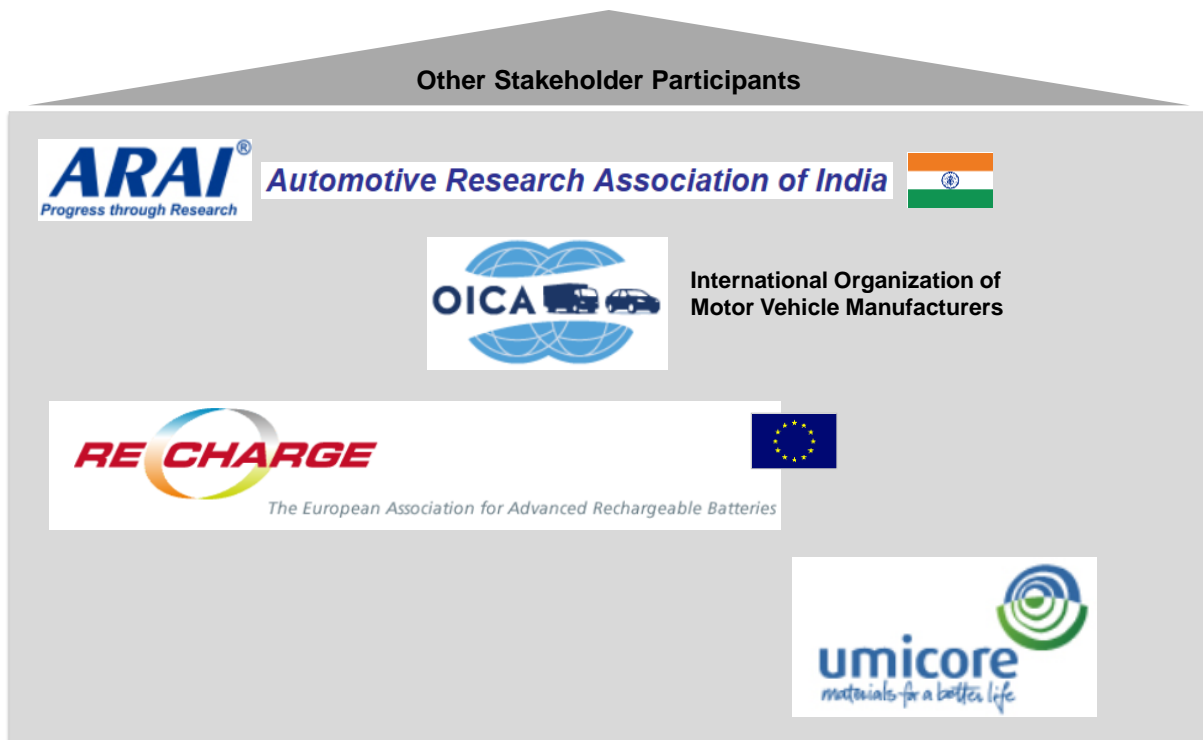 Other Stakeholder Participants
ARAI®
Progress through Research
Automotive Research Association of India
OICA
International Organization of
Motor Vehicle Manufacturers
RECHARGE
The European Association for Advanced Rechargeable Batteries
umicore
materials for a better life